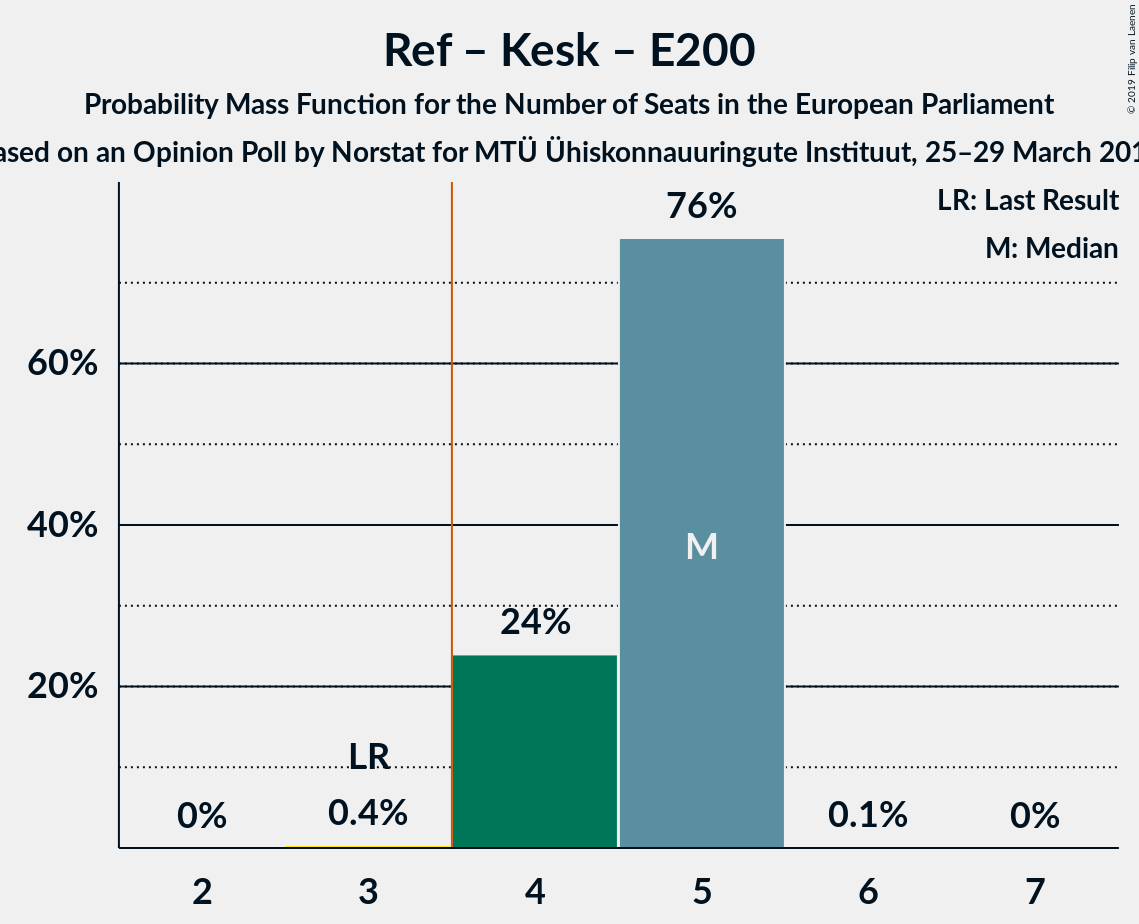 Ref – Kesk – E200
Probability Mass Function for the Number of Seats in the European Parliament
on an Opinion Poll by Norstat for MTÜ Ühiskonnauuringute Instituut, 25–29 March
© 2019 Filip van Laenen
LR: Last Result
M: Median
76%
60%
40%
M
24%
20%
LR
0%
0.4%
0.1%
0%
2
3
4
5
6
7